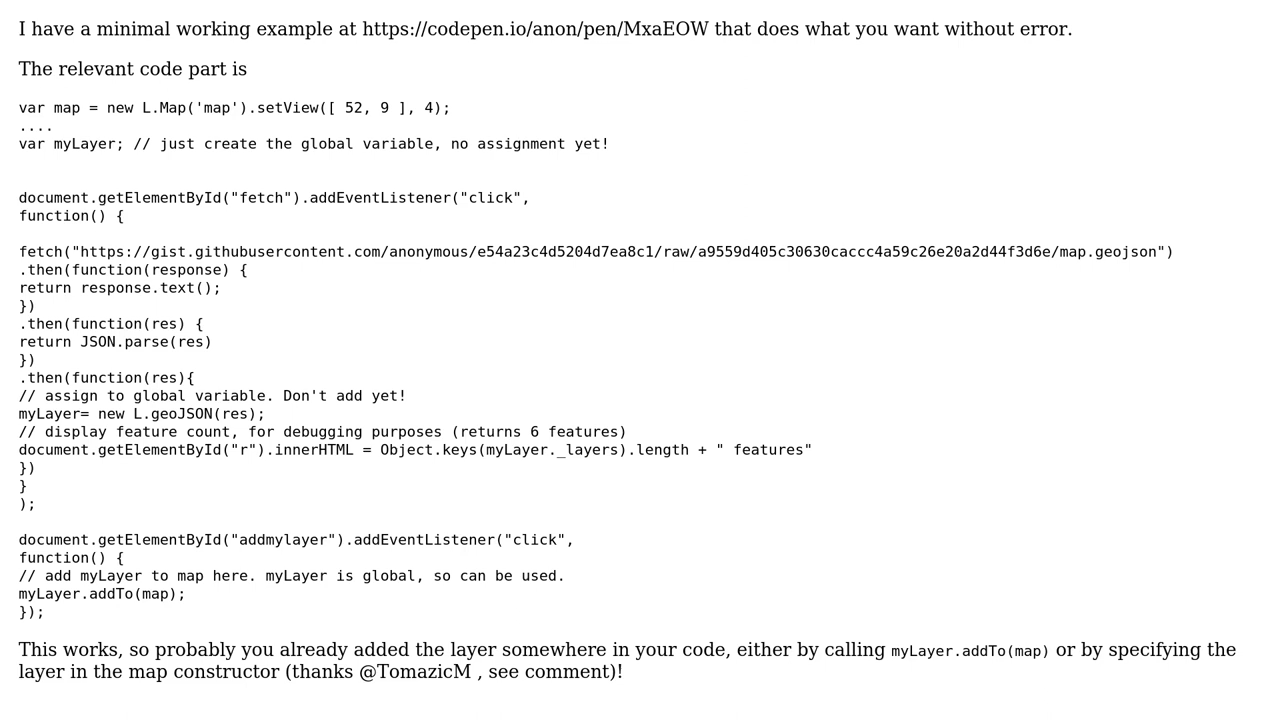 I have a minimal working example at https://codepen.io/anon/pen/MxaEOW that does what you want without error.
The relevant code part is
var map = new L.Map('map').setView([ 52, 9 ], 4);
....
var myLayer; // just create the global variable, no assignment yet!
document.getElementById("fetch").addEventListener("click",
function() {
fetch("https://gist.githubusercontent.com/anonymous/e54a23c4d5204d7ea8c1/raw/a9559d405c30630caccc4a59c26e20a2d44f3d6e/map.geojson")
.then(function(response) {
return response.text();
})
.then(function(res) {
return JSON.parse(res)
})
.then(function(res){
// assign to global variable. Don't add yet!
myLayer= new L.geoJSON(res);
// display feature count, for debugging purposes (returns 6 features)
document.getElementById("r").innerHTML = Object.keys(myLayer._layers).length + " features"
})
}
);
document.getElementById("addmylayer").addEventListener("click",
function() {
// add myLayer to map here. myLayer is global, so can be used.
myLayer.addTo(map);
});
This works, so probably you already added the layer somewhere in your code, either by calling myLayer.addTo(map) or by specifying the
layer in the map constructor (thanks @TomazicM , see comment)!